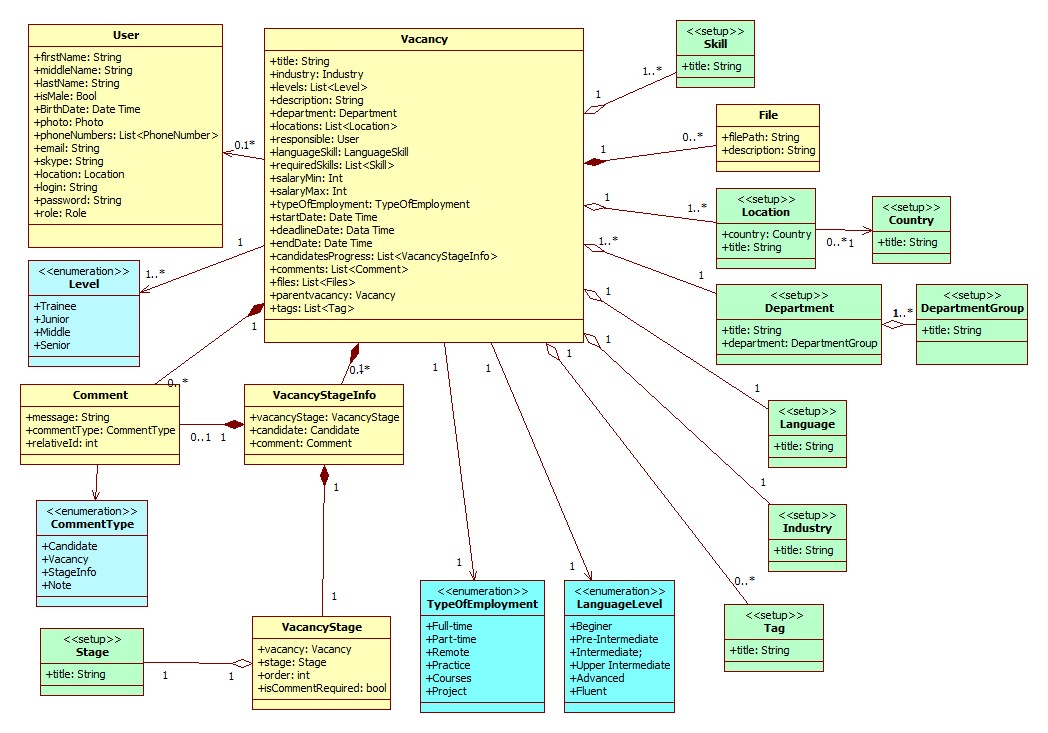 User
+firstName: String
+middleName: String
+lastName: String
+isMale: Bool
+BirthDate: Date Time
+photo: Photo
+phoneNumbers: List<PhoneNumber>
+email: String
+skype: String
+location: Location
+login: String
+password: String
+role: Role
0.1*
Vacancy
+title: String
+industry: Industry
+levels: List<Level>
+description: String
+department: Department
+locations: List<Location>
+responsible: User
+languageSkill: LanguageSkill
+requiredSkills: List<Skill>
+salaryMin: Int
+salaryMax: Int
+typeOfEmployment: TypeOfEmployment
+startDate: Date Time
+deadlineDate: Data Time
+endDate: Date Time
+candidatesProgress: List<VacancyStageInfo>
+comments: List<Comment>
+files: List<Files>
+parentvacancy: Vacancy
+tags: List<Tag>
<<setup>>
Skill
+title: String
1..*
1
File
+filePath: String
+description: String
0..*
1
<<setup>>
Location
+country: Country
+title: String
1
1..*
<<setup>>
Country
+title: String
0..*
1
<<setup>>
Department
+title: String
+department: DepartmentGroup
1..*
1
<<setup>>
DepartmentGroup
+title: String
1..*
<<enumeration>>
Level
+Trainee
+Junior
+Middle
+Senior
1
1..*
Comment
+message: String
+commentType: CommentType
+relativeId: int
1
0..*
VacancyStageInfo
+vacancyStage: VacancyStage
+candidate: Candidate
+comment: Comment
0.*
1
0..1
1
<<setup>>
Language
+title: String
1
1
<<setup>>
Industry
+title: String
1
1
<<enumeration>>
CommentType
+Candidate
+Vacancy
+StageInfo
+Note
1
1
VacancyStage
+vacancy: Vacancy
+stage: Stage
+order: int
+isCommentRequired: bool
<<setup>>
Stage
+title: String
1
1
<<enumeration>>
TypeOfEmployment
+Full-time
+Part-time
+Remote
+Practice
+Courses
+Project
1
1
<<enumeration>>
LanguageLevel
+Beginer
+Pre-Intermediate
+Intermediate;
+Upper Intermediate
+Advanced
+Fluent
1
1
<<setup>>
Tag
+title: String
1
0..*